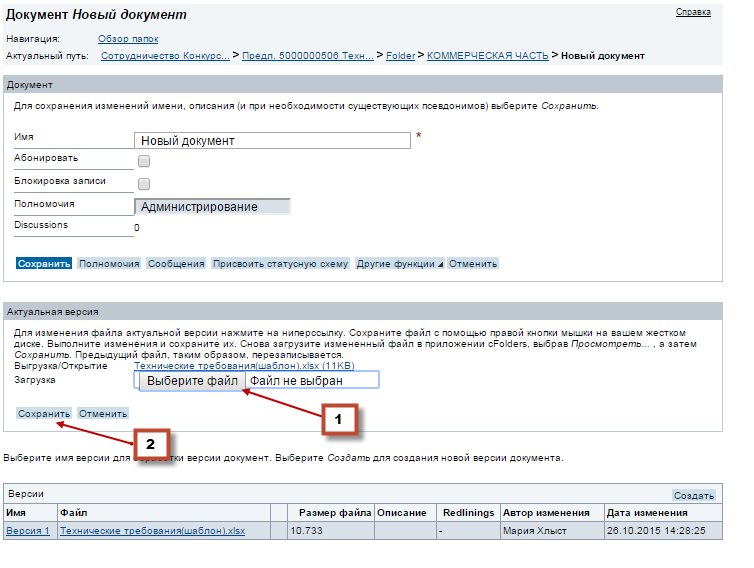 Документ Новый документ
Справка
Навигация: Обзор папок
Актуальный путь: Сотрудничество Конкурс... > Предл. 5000000506 Техн... > Folder > КОММЕРЧЕСКАЯ ЧАСТЬ > Новый документ
Документ
Для сохранения изменений имени, описания (и при необходимости существующих псевдонимов) выберите Сохранить.
Имя Новый документ *
Абонировать
Блокировка записи
Полномочия Администрирование
Discussions 0
Сохранить Полномочия Сообщения Присвоить статусную схему Другие функции Отменить
Актуальная версия
Для изменения файла актуальной версии нажмите на ниперссылку. Сохраните файл с помощью правой кнопки мышки на вашем жестком
диске. Выполните изменения и сохраните их. Снова загрузите измененный файл в приложении cFolders, выбрав Просмотреть... , а затем
Сохранить. Предыдущий файл, таким образом, перезаписывается.
Выгрузка/Открытие Технические требования(шаблон).xlsx (11KB)
Загрузка Выберите файл Файл не выбран
1
Сохранить Отменить
2
Выберите имя версии для обработки версии документ. Выберите Создать для создания новой версии документа.
Версии Создать
Имя Файл Размер файла Описание Redlinings Автор изменения Дата изменения
Версия 1 Технические требования(шаблон).xlsx 10.733 - Мария Хлыст 26.10.2015 14:28:25